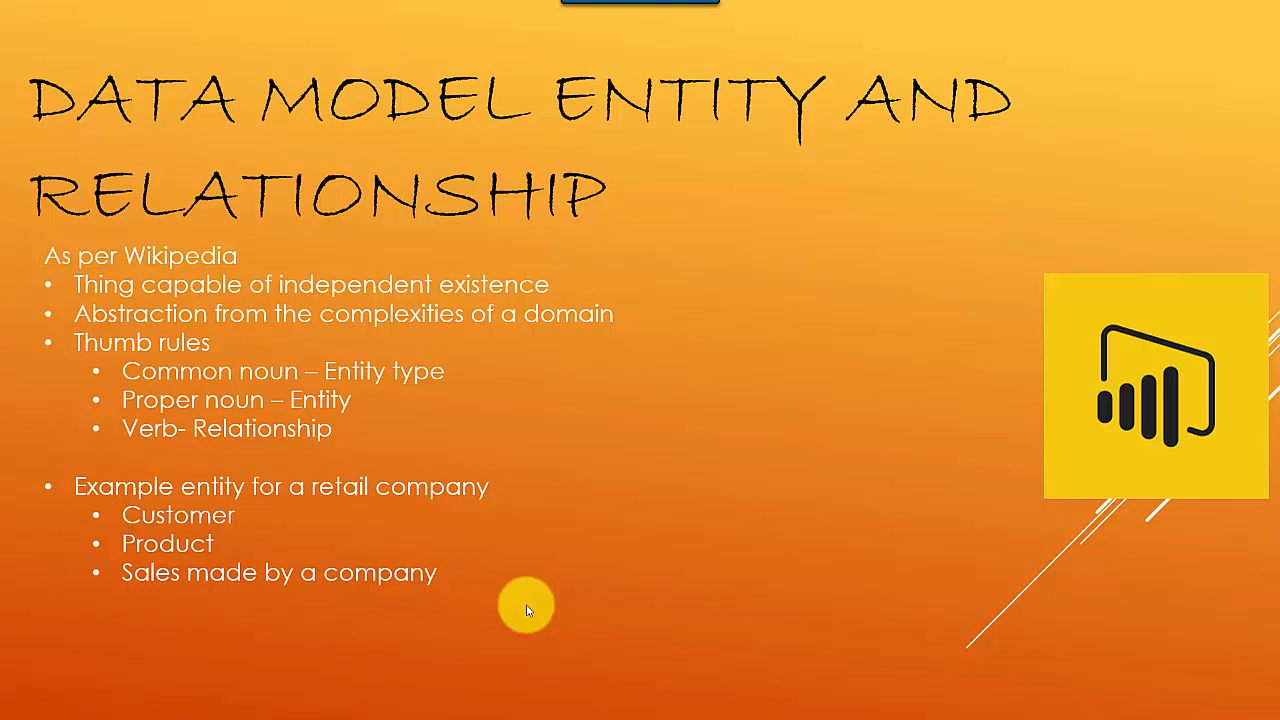 DATA MODEL ENTITY AND
RELATIONSHIP
As per Wikipedia
• Thing capable of independent existence
• Abstraction from the complexities of a domain
• Thumb rules
• Common noun – Entity type
• Proper noun – Entity
• Verb- Relationship
• Example entity for a retail company
• Customer
• Product
• Sales made by a company